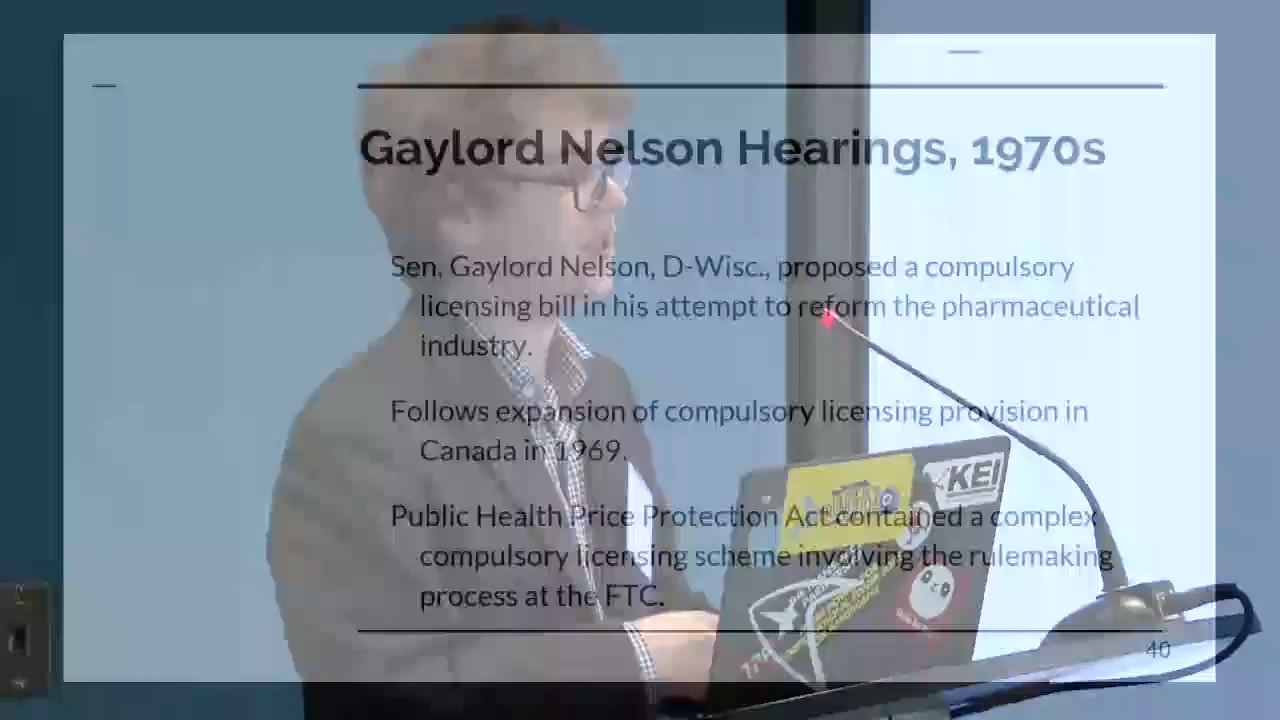 Gaylord Nelson Hearings, 1970s
Sen. Gaylord Nelson, D-Wisc., proposed a compulsory
licensing bill in his attempt to reform the pharmaceutical
industry.
Follows expansion of compulsory licensing provision in
Canada in 1969.
KEI
Public Health Price Protection Act contained a complex
compulsory licensing scheme involving the rulemaking
process at the FTC.
40